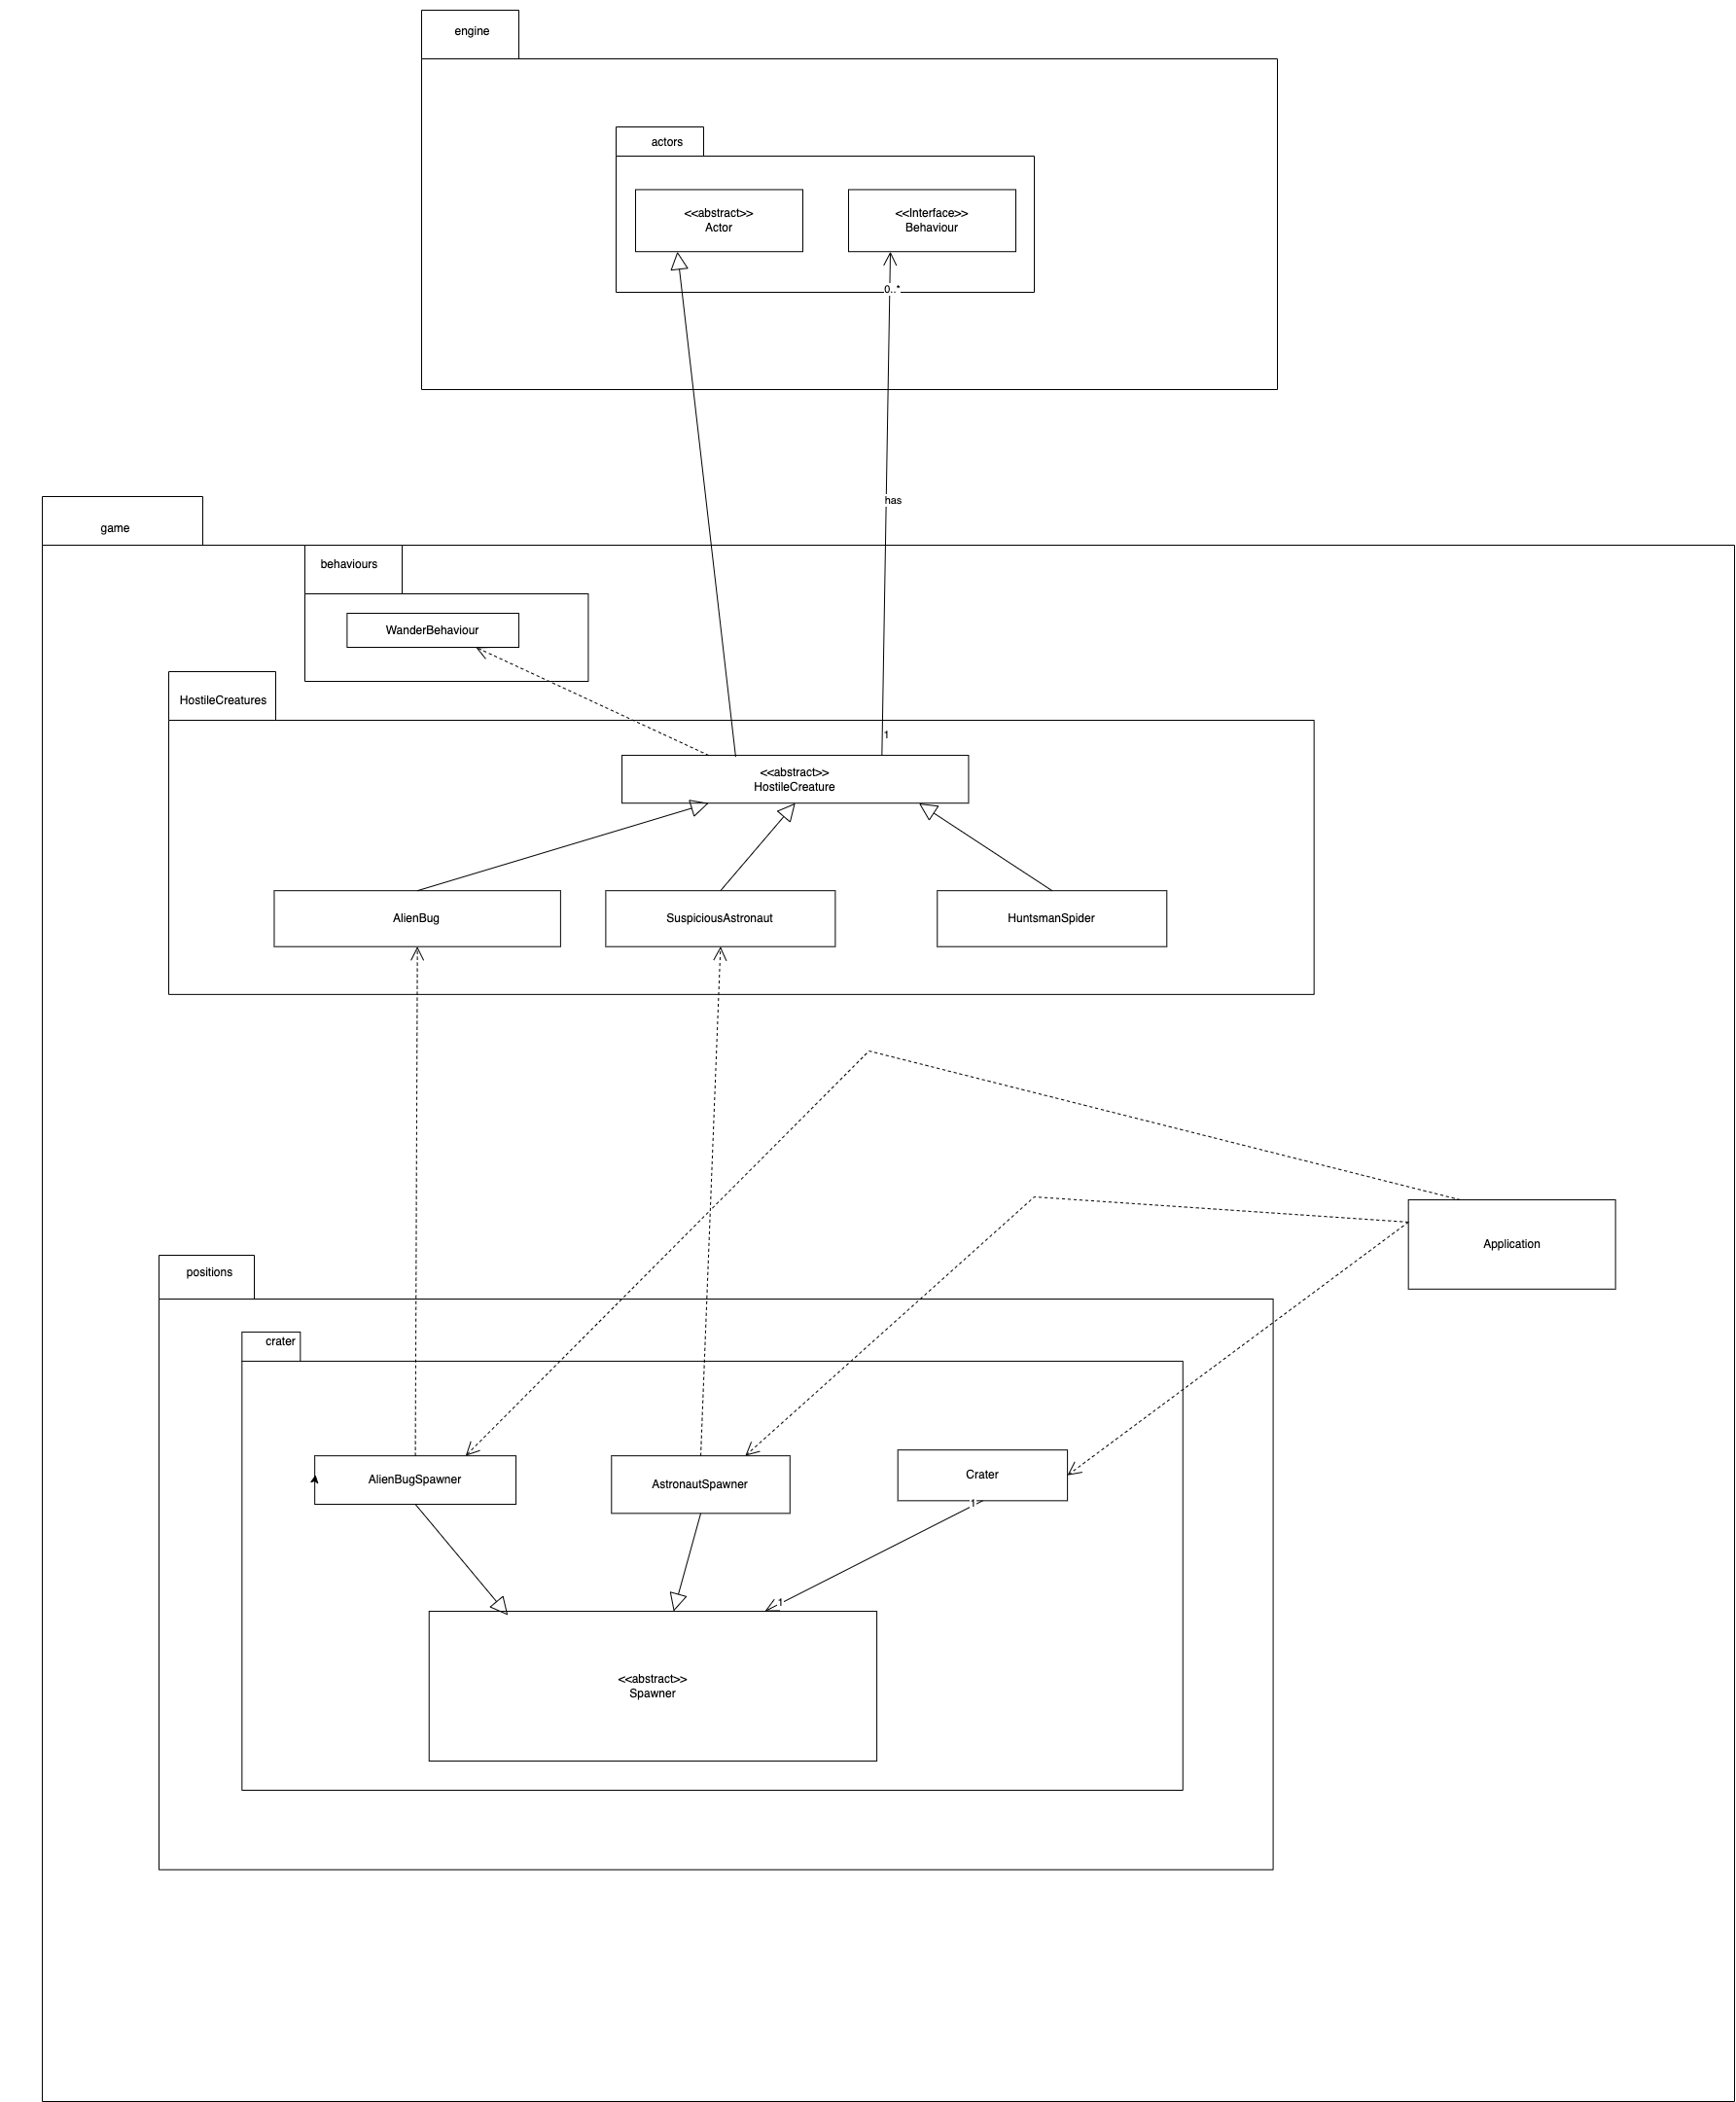 engine
actors
<<abstract>>
Actor
<<Interface>>
Behaviour
0..*
has
game
behaviours
WanderBehaviour
HostileCreatures
1
<<abstract>>
HostileCreature
AlienBug
SuspiciousAstronaut
HuntsmanSpider
Application
positions
crater
AlienBugSpawner
AstronautSpawner
Crater
1
1
<<abstract>>
Spawner